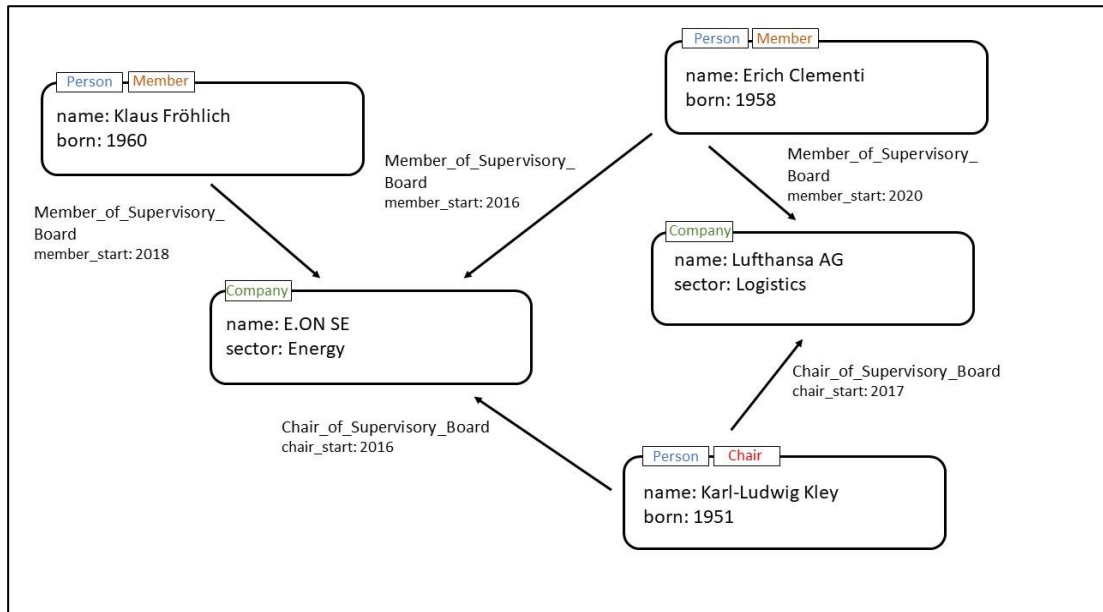 Person Member
name: Erich Clementi
born: 1958
Person Member
name: Klaus Fröhlich
born: 1960
Member_of_Supervisory_
Board
member_start: 2016
Member_of_Supervisory_
Board
member_start: 2020
Member_of_Supervisory_
Board
member_start: 2018
Company
name: Lufthansa AG
sector: Logistics
Company
name: E.ON SE
sector: Energy
Chair_of_Supervisory_Board
chair_start: 2017
Chair_of_Supervisory_Board
chair_start: 2016
Person Chair
name: Karl-Ludwig Kley
born: 1951